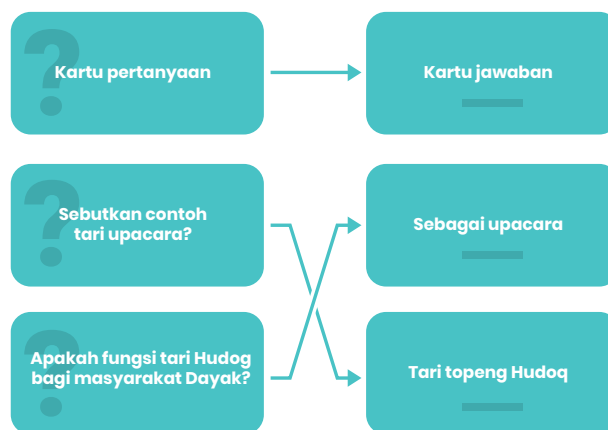 Kartu pertanyaan
Kartu jawaban
Sebutkan contoh
tari upacara?
Sebagai upacara
Apakah fungsi tari Hudog
bagi masyarakat Dayak?
Tari topeng Hudoq